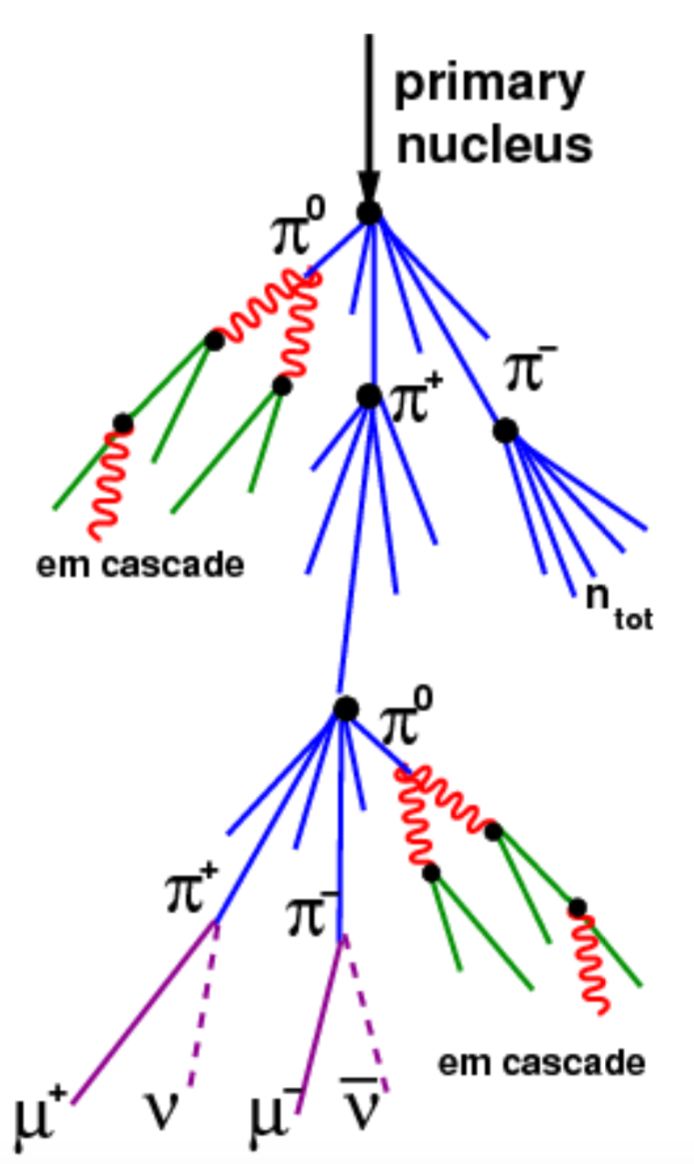 primary
nucleus
π⁰
π⁻
π⁺
em cascade
n_tot
π⁰
π⁺
π⁻
em cascade
μ⁺
ν
μ⁻
ν̅